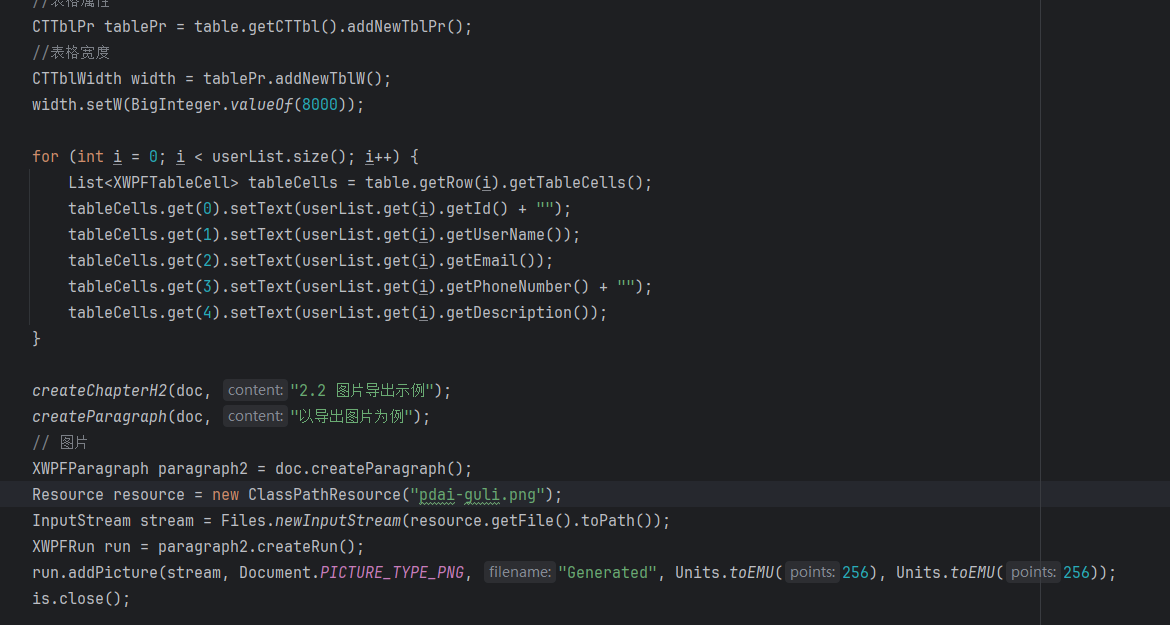 //表格属性
CTTblPr tablePr = table.getCTTbl().addNewTblPr();
//表格宽度
CTTblWidth width = tablePr.addNewTblW();
width.setW(BigInteger.valueOf(8000));
for (int i = 0; i < userList.size(); i++) {
List<XWPFTableCell> tableCells = table.getRow(i).getTableCells();
tableCells.get(0).setText(userList.get(i).getId() + "");
tableCells.get(1).setText(userList.get(i).getUserName());
tableCells.get(2).setText(userList.get(i).getEmail());
tableCells.get(3).setText(userList.get(i).getPhoneNumber() + "");
tableCells.get(4).setText(userList.get(i).getDescription());
}
createChapterH2(doc, content: "2.2 图片导出示例");
createParagraph(doc, content: "以导出图片为例");
// 图片
XWPFParagraph paragraph2 = doc.createParagraph();
Resource resource = new ClassPathResource("pdai-guli.png");
InputStream stream = Files.newInputStream(resource.getFile().toPath());
XWPFRun run = paragraph2.createRun();
run.addPicture(stream, Document.PICTURE_TYPE_PNG, filename: "Generated", Units.toEMU( points: 256), Units.toEMU( points: 256));
is.close();